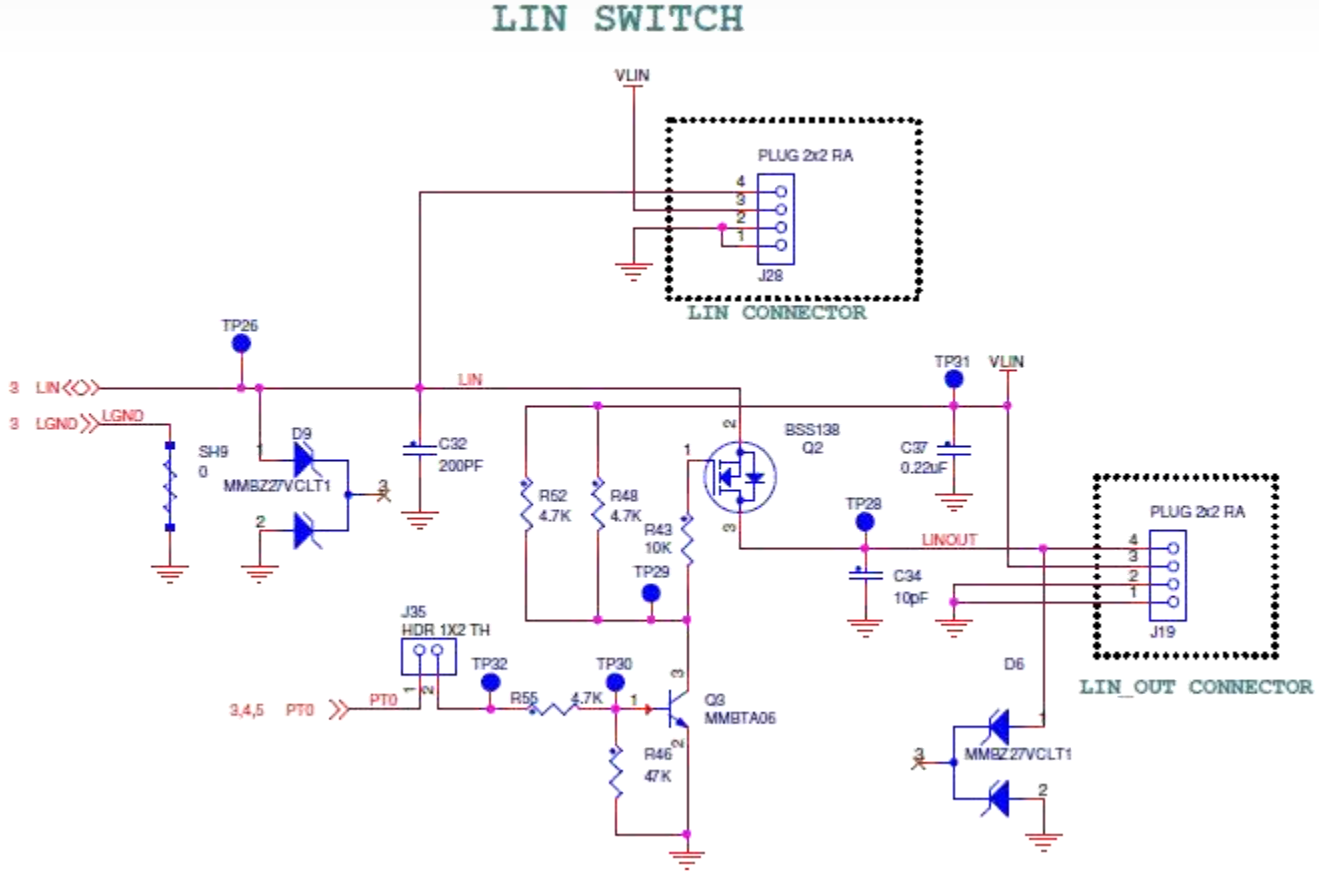 LIN SWITCH
VLIN
PLUG 2x2 RA
4
3
2
1
J28
LIN CONNECTOR
TP26
3 LIN
LIN
3 LGND
LGND
SH9
0
D9
1
MMBZ27VCLT1
3
2
C32
200PF
TP31
VLIN
2
BSS138
Q2
1
3
C37
0.22uF
R52
4.7K
R48
4.7K
R43
10K
TP29
TP28
LINOUT
C34
10pF
PLUG 2x2 RA
4
3
2
1
J19
LIN_OUT CONNECTOR
J35
HDR 1X2 TH
1
2
3,4,5 PT0
PT0
TP32
R55 4.7K
TP30
1
3
Q3
MMBTA06
2
R46
47K
D6
1
MMBZ27VCLT1
3
2